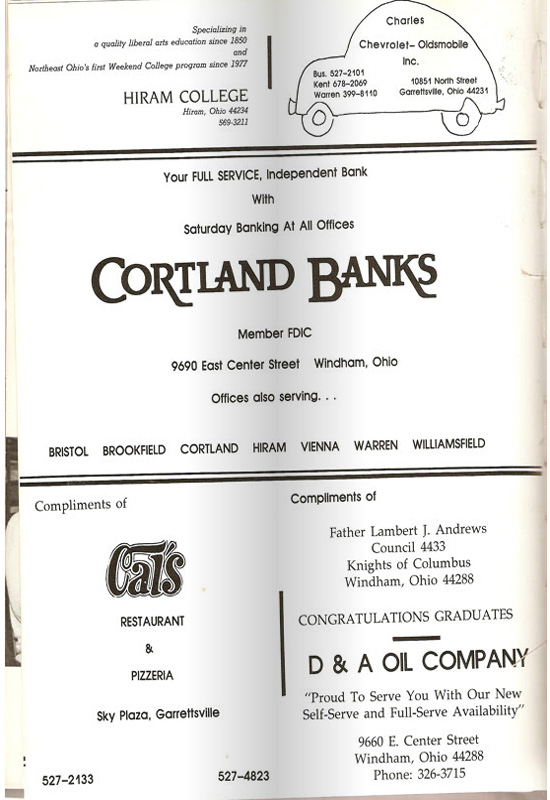 Specializing in
a quality liberal arts education since 1850
and
Northeast Ohio's first Weekend College program since 1977
HIRAM COLLEGE
Hiram, Ohio 44234
569-3211
Charles
Chevrolet-Oldsmobile
Inc.
Bus. 527-2101
Kent 678-2069
Warren 399-8110
10851 North Street
Garrettsville, Ohio 44231
Your FULL SERVICE, Independent Bank
With
Saturday Banking At All Offices
CORTLAND BANKS
Member FDIC
9690 East Center Street Windham, Ohio
Offices also serving. . .
BRISTOL BROOKFIELD CORTLAND HIRAM VIENNA WARREN WILLIAMSFIELD
Compliments of
Cal's
RESTAURANT
&
PIZZERIA
Sky Plaza, Garrettsville
527-2133 527-4823
Compliments of
Father Lambert J. Andrews
Council 4433
Knights of Columbus
Windham, Ohio 44288
CONGRATULATIONS GRADUATES
D & A OIL COMPANY
"Proud To Serve You With Our New
Self-Serve and Full-Serve Availability"
9660 E. Center Street
Windham, Ohio 44288
Phone: 326-3715